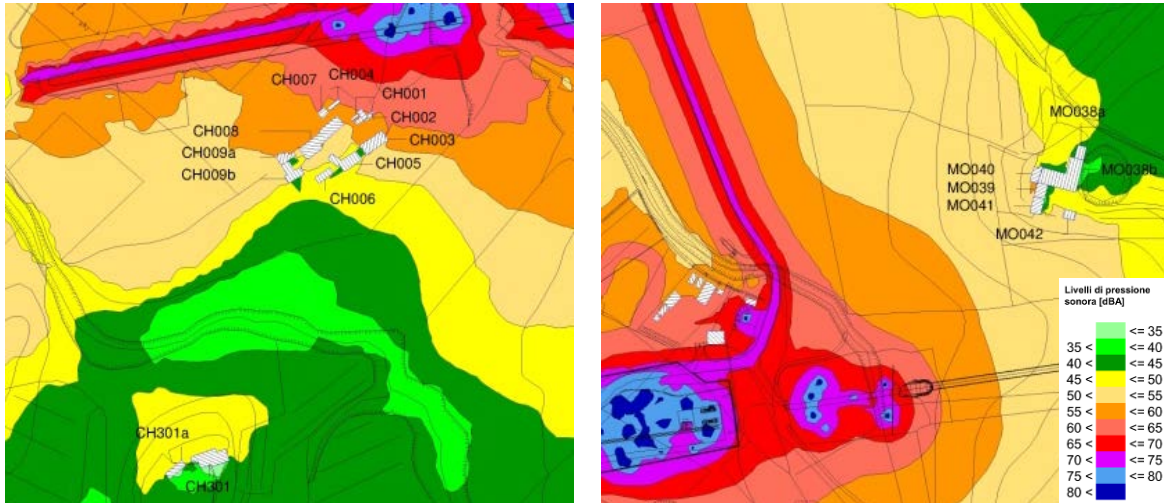 CH004
CH007
CH001
CH002
CH008
CH003
CH009a
CH005
CH009b
CH006
CH301a
CH301
MO038a
MO040
MO038b
MO039
MO041
MO042
Livelli di pressione
sonora [dBA]
<= 35
35 < <= 40
40 < <= 45
45 < <= 50
50 < <= 55
55 < <= 60
60 < <= 65
65 < <= 70
70 < <= 75
75 < <= 80
80 <